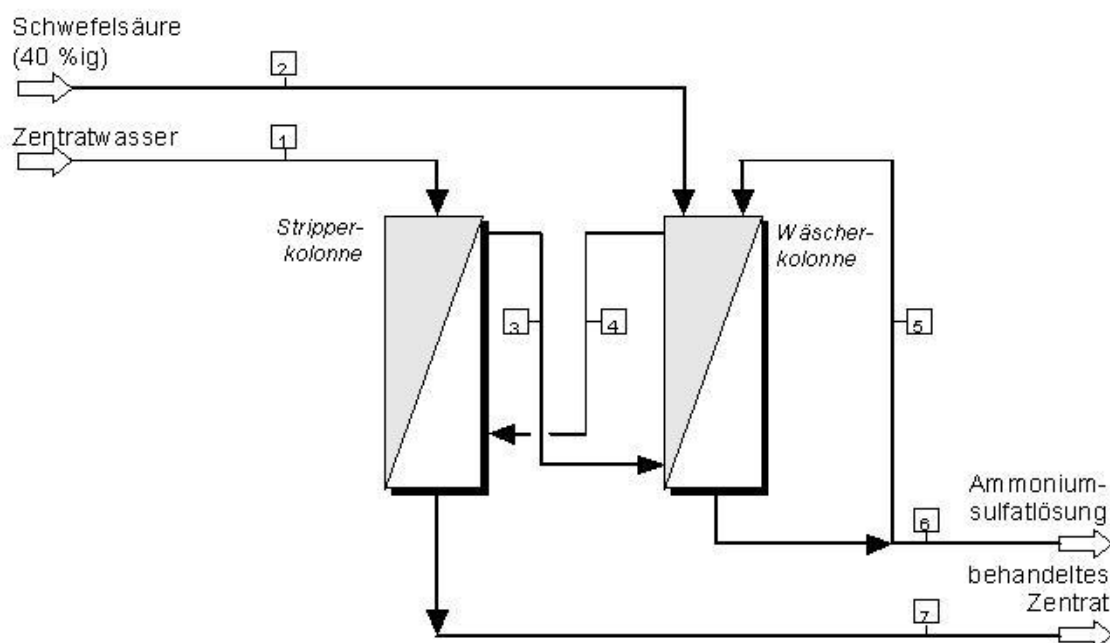 Schwefelsäure
(40 %ig)
2
Zentratwasser
1
Stripper-
kolonne
Wäscher-
kolonne
3
4
5
Ammonium-
sulfatlösung
6
behandeltes
Zentrat
7